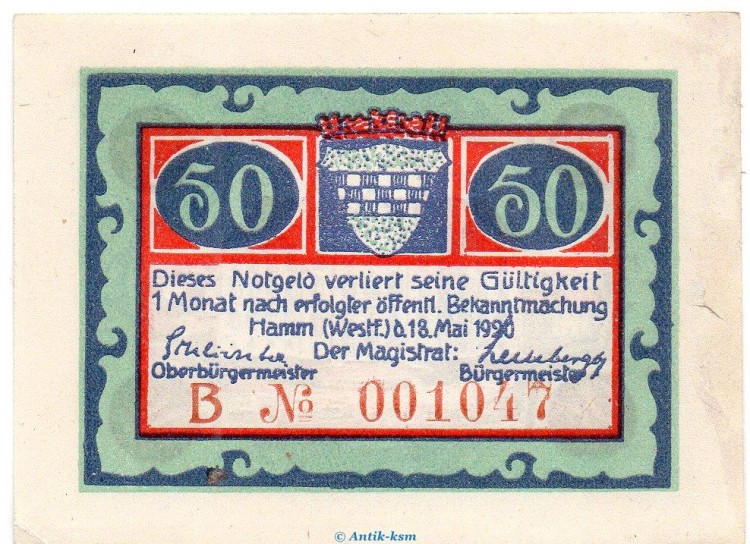 50 50
Dieses Notgeld verliert seine Gültigkeit
1 Monat nach erfolgter öffentl. Bekanntmachung
Hamm (Westf.) d. 18. Mai 1920
Der Magistrat:
Oberbürgermeister Bürgermeister
B No 001047
© Antik-ksm